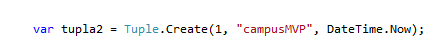 var tupla2 = Tuple.Create(1, "campusMVP", DateTime.Now);